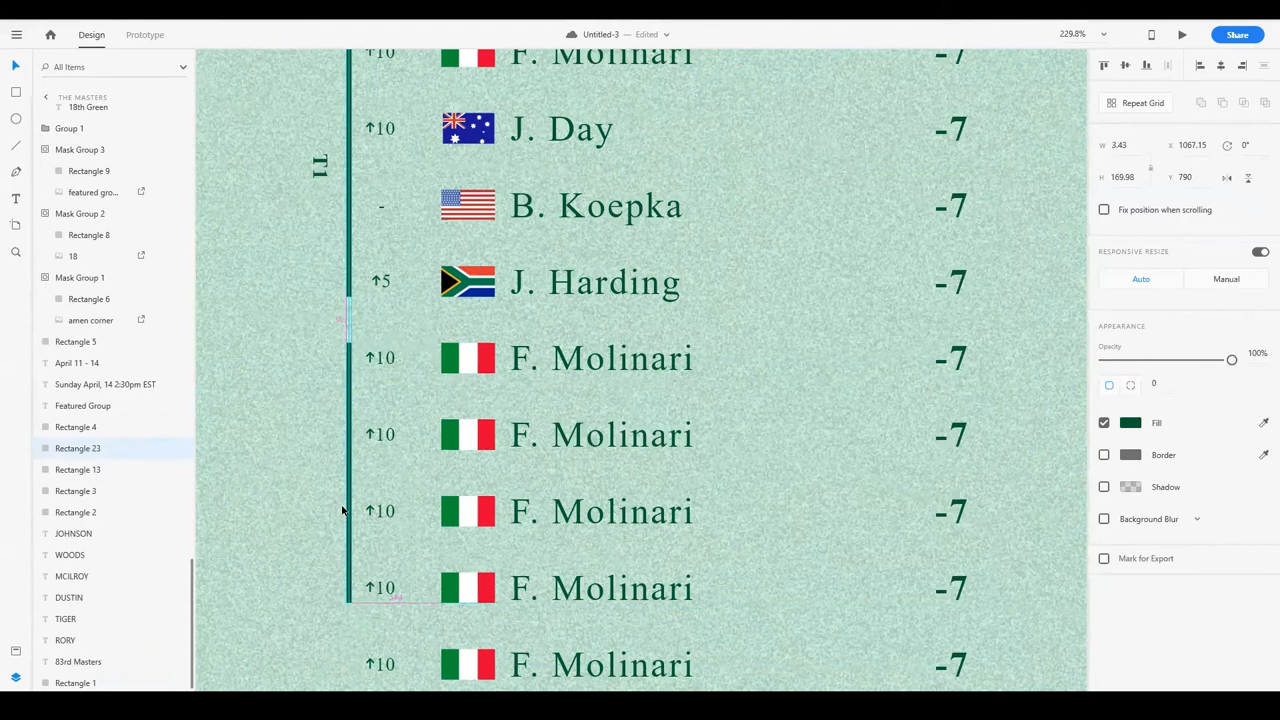 Design
Prototype
Untitled-3 — Edited
229.8%
Share
All Items
THE MASTERS
18th Green
Group 1
Mask Group 3
Rectangle 9
featured gro...
Mask Group 2
Rectangle 8
18
Mask Group 1
Rectangle 6
amen corner
Rectangle 5
April 11 - 14
Sunday April, 14 2:30pm EST
Featured Group
Rectangle 4
Rectangle 23
Rectangle 13
Rectangle 3
Rectangle 2
JOHNSON
WOODS
MCILROY
DUSTIN
TIGER
RORY
83rd Masters
Rectangle 1
T1
↑10 F. Molinari -7
↑10 J. Day -7
- B. Koepka -7
↑5 J. Harding -7
↑10 F. Molinari -7
↑10 F. Molinari -7
↑10 F. Molinari -7
↑10 F. Molinari -7
↑10 F. Molinari -7
Repeat Grid
W 3.43 X 1067.15 0°
H 169.98 Y 790
Fix position when scrolling
RESPONSIVE RESIZE
Auto
Manual
APPEARANCE
Opacity
100%
0
Fill
Border
Shadow
Background Blur
Mark for Export